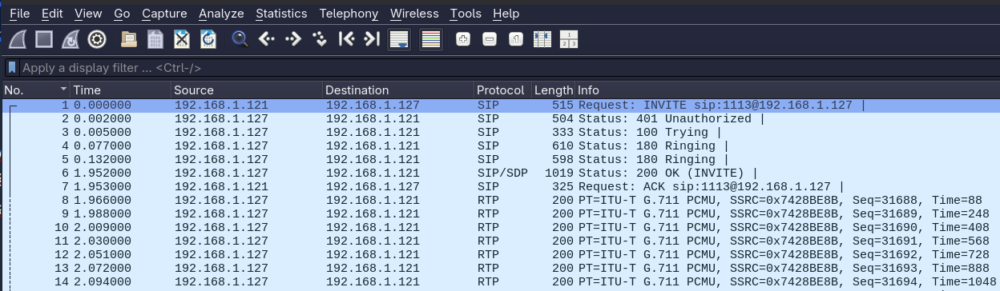 File Edit View Go Capture Analyze Statistics Telephony Wireless Tools Help
Apply a display filter ... <Ctrl-/>
No. Time Source Destination Protocol Length Info
1 0.000000 192.168.1.121 192.168.1.127 SIP 515 Request: INVITE sip:1113@192.168.1.127 |
2 0.002000 192.168.1.127 192.168.1.121 SIP 504 Status: 401 Unauthorized |
3 0.005000 192.168.1.127 192.168.1.121 SIP 333 Status: 100 Trying |
4 0.077000 192.168.1.127 192.168.1.121 SIP 610 Status: 180 Ringing |
5 0.132000 192.168.1.127 192.168.1.121 SIP 598 Status: 180 Ringing |
6 1.952000 192.168.1.127 192.168.1.121 SIP/SDP 1019 Status: 200 OK (INVITE) |
7 1.953000 192.168.1.121 192.168.1.127 SIP 325 Request: ACK sip:1113@192.168.1.127 |
8 1.966000 192.168.1.127 192.168.1.121 RTP 200 PT=ITU-T G.711 PCMU, SSRC=0x7428BE8B, Seq=31688, Time=88
9 1.988000 192.168.1.127 192.168.1.121 RTP 200 PT=ITU-T G.711 PCMU, SSRC=0x7428BE8B, Seq=31689, Time=248
10 2.009000 192.168.1.127 192.168.1.121 RTP 200 PT=ITU-T G.711 PCMU, SSRC=0x7428BE8B, Seq=31690, Time=408
11 2.030000 192.168.1.127 192.168.1.121 RTP 200 PT=ITU-T G.711 PCMU, SSRC=0x7428BE8B, Seq=31691, Time=568
12 2.051000 192.168.1.127 192.168.1.121 RTP 200 PT=ITU-T G.711 PCMU, SSRC=0x7428BE8B, Seq=31692, Time=728
13 2.072000 192.168.1.127 192.168.1.121 RTP 200 PT=ITU-T G.711 PCMU, SSRC=0x7428BE8B, Seq=31693, Time=888
14 2.094000 192.168.1.127 192.168.1.121 RTP 200 PT=ITU-T G.711 PCMU, SSRC=0x7428BE8B, Seq=31694, Time=1048